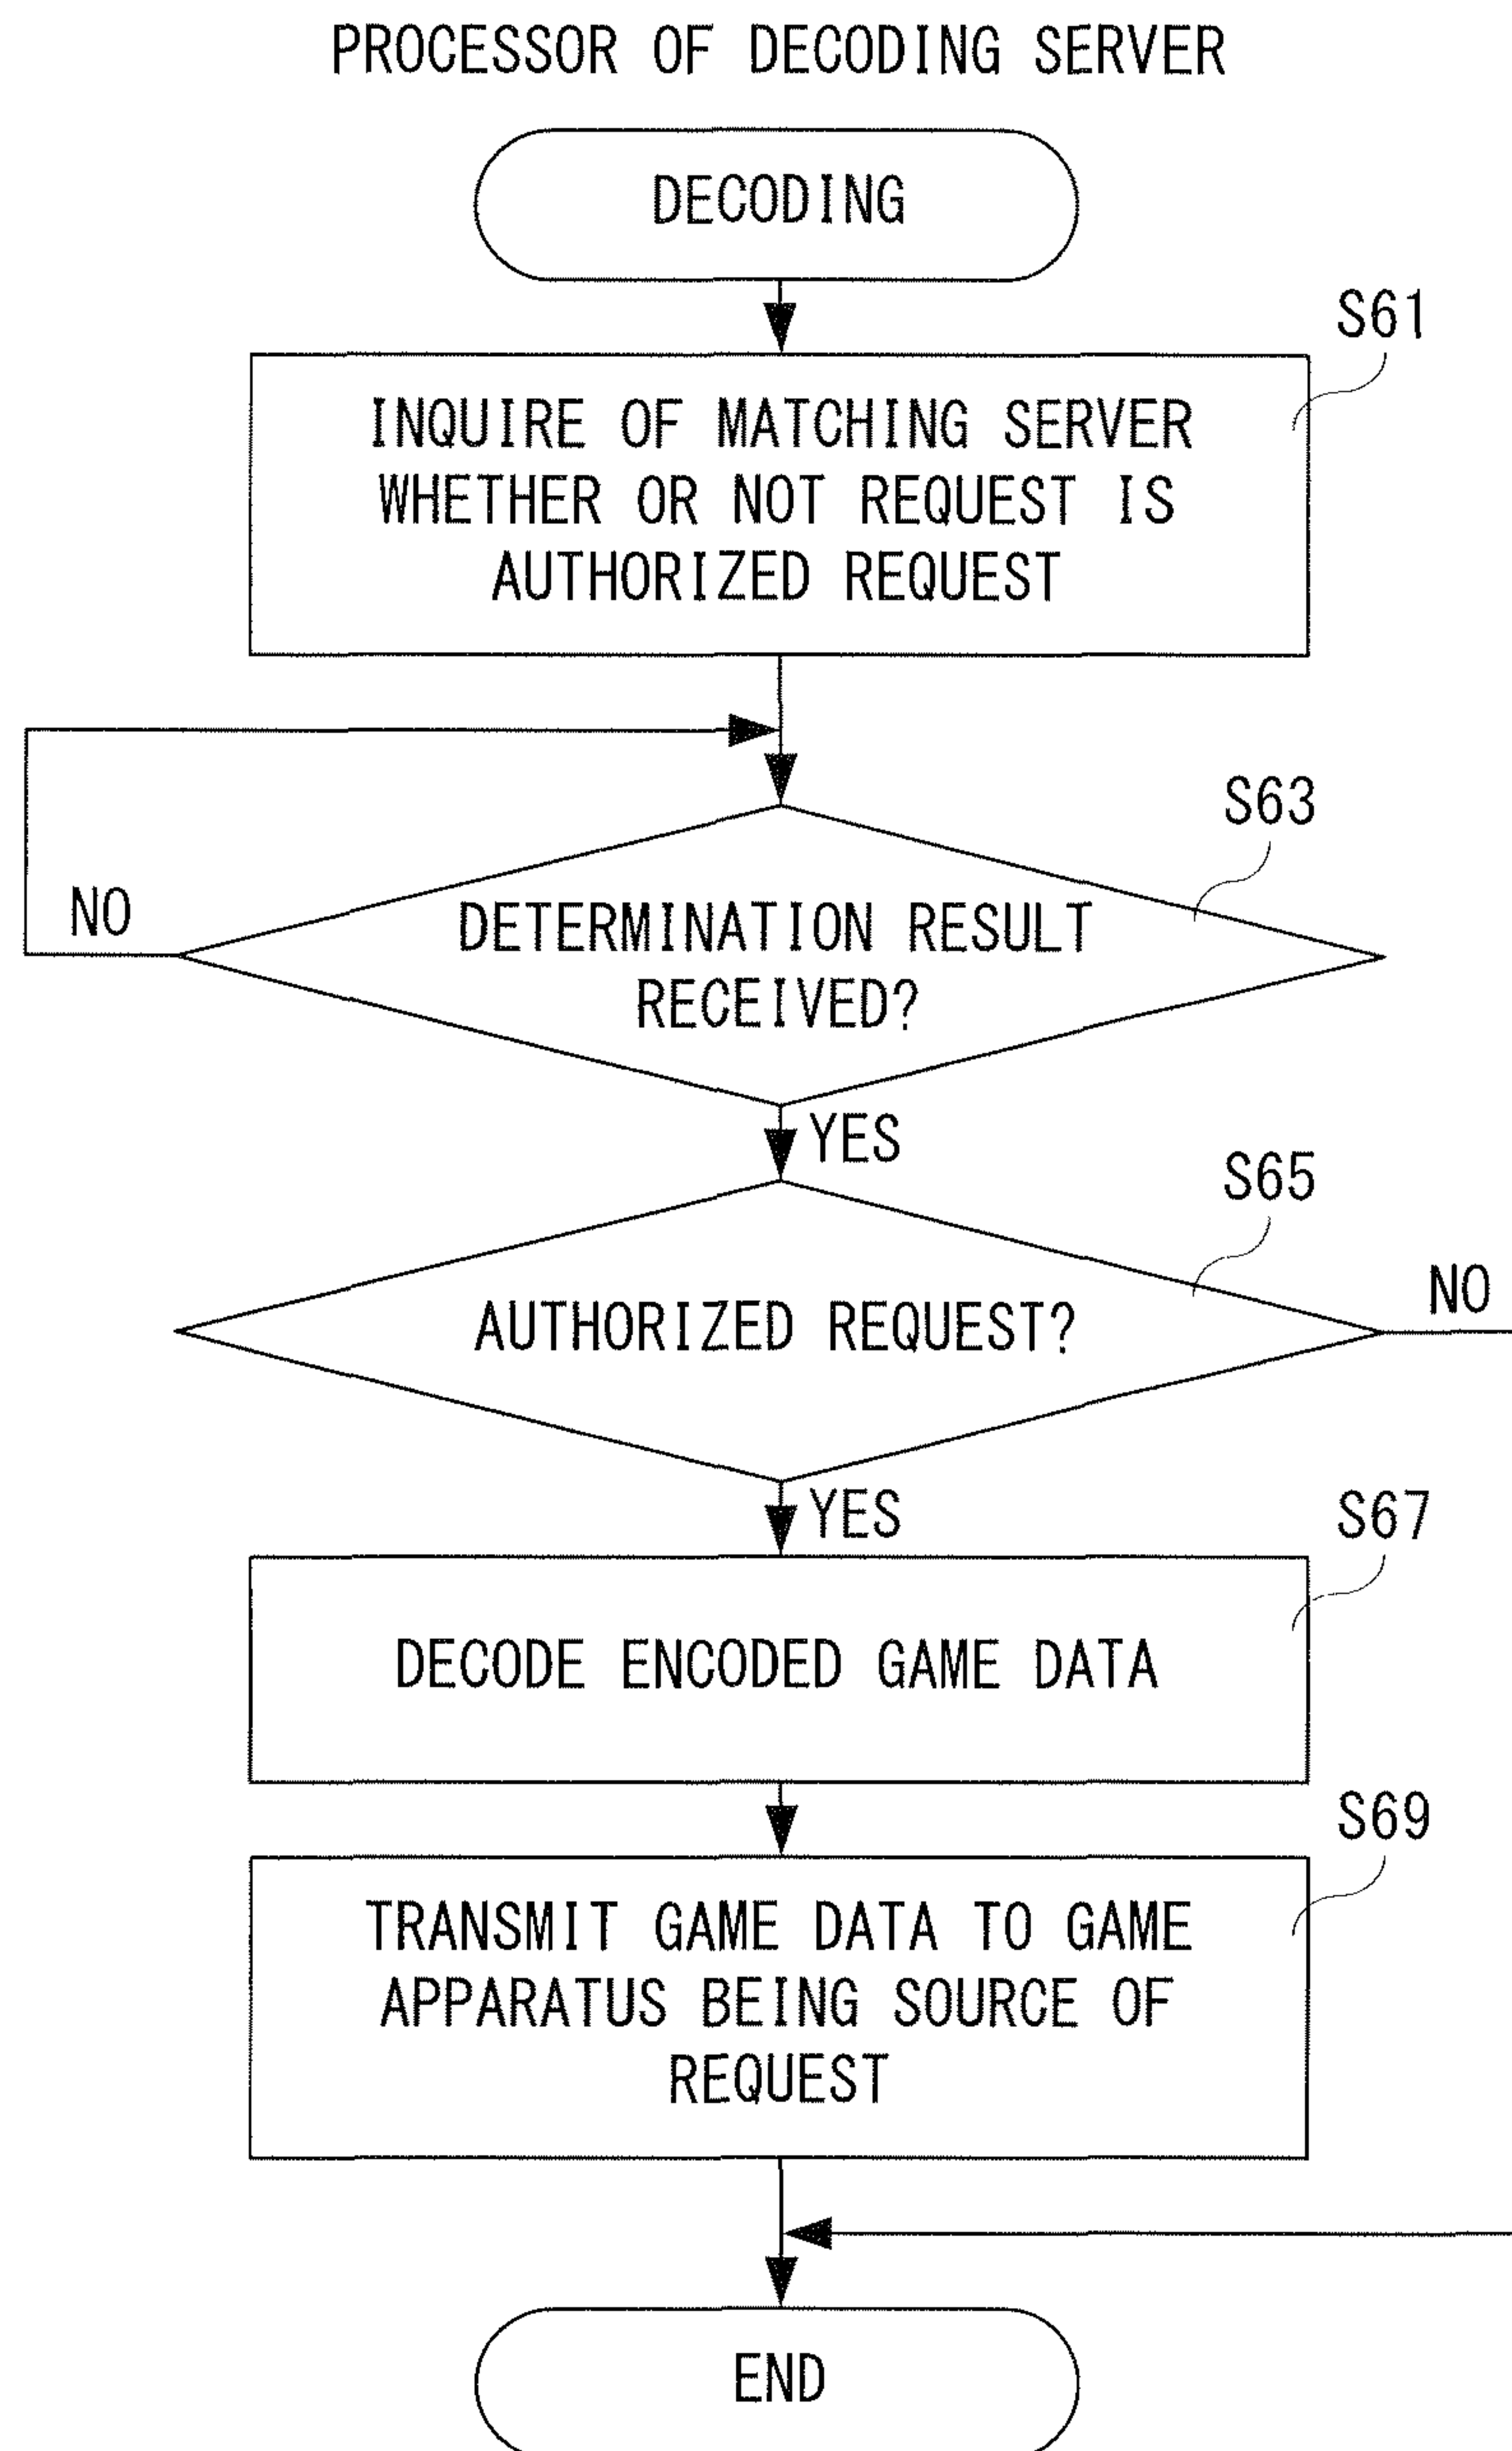 PROCESSOR OF DECODING SERVER
DECODING
S61
INQUIRE OF MATCHING SERVER
WHETHER OR NOT REQUEST IS
AUTHORIZED REQUEST
S63
NO
DETERMINATION RESULT
RECEIVED?
YES
S65
NO
AUTHORIZED REQUEST?
YES
S67
DECODE ENCODED GAME DATA
S69
TRANSMIT GAME DATA TO GAME
APPARATUS BEING SOURCE OF
REQUEST
END